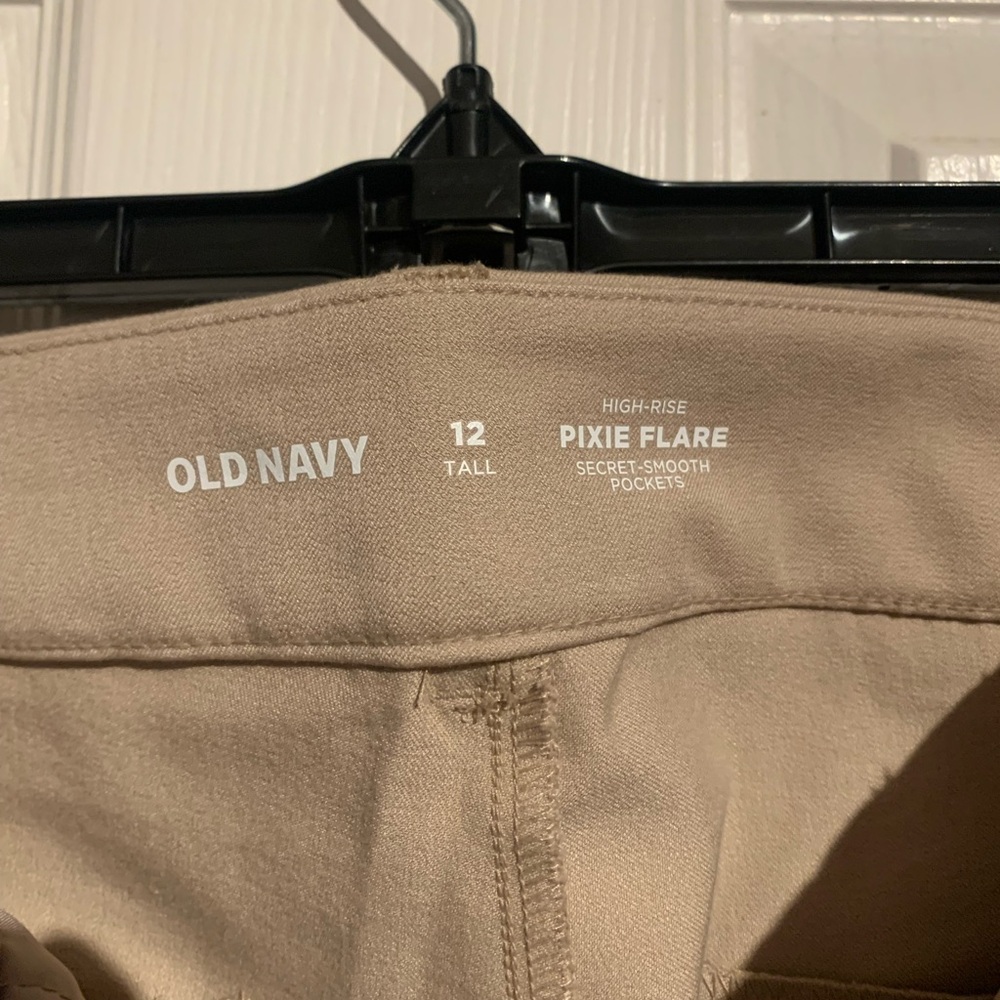 OLD NAVY
12
TALL
HIGH-RISE
PIXIE FLARE
SECRET-SMOOTH
POCKETS